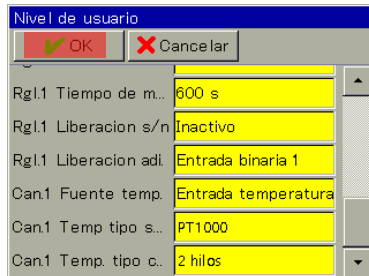 Nivel de usuario
OK Cancelar
Rgl.1 Tiempo de m... 600 s
Rgl.1 Liberacion s/n Inactivo
Rgl.1 Liberacion adi. Entrada binaria 1
Can.1 Fuente temp. Entrada temperatura
Can.1 Temp tipo s... PT1000
Can.1 Temp. tipo c.. 2 hilos